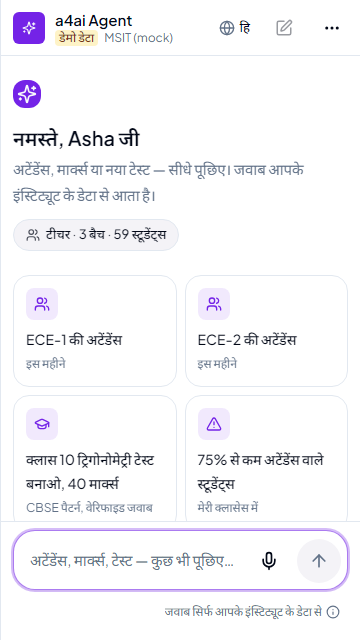 a4ai Agent
हि
डेमो डेटा MSIT (mock)
नमस्ते, Asha जी
अटेंडेंस, मार्क्स या नया टेस्ट — सीधे पूछिए। जवाब आपके
इंस्टिट्यूट के डेटा से आता है।
टीचर · 3 बैच · 59 स्टूडेंट्स
ECE-1 की अटेंडेंस
इस महीने
ECE-2 की अटेंडेंस
इस महीने
क्लास 10 ट्रिगोनोमेट्री टेस्ट
बनाओ, 40 मार्क्स
CBSE पैटर्न, वेरिफाइड जवाब
75% से कम अटेंडेंस वाले
स्टूडेंट्स
मेरी क्लासेस में
अटेंडेंस, मार्क्स, टेस्ट — कुछ भी पूछिए...
जवाब सिर्फ आपके इंस्टिट्यूट के डेटा से